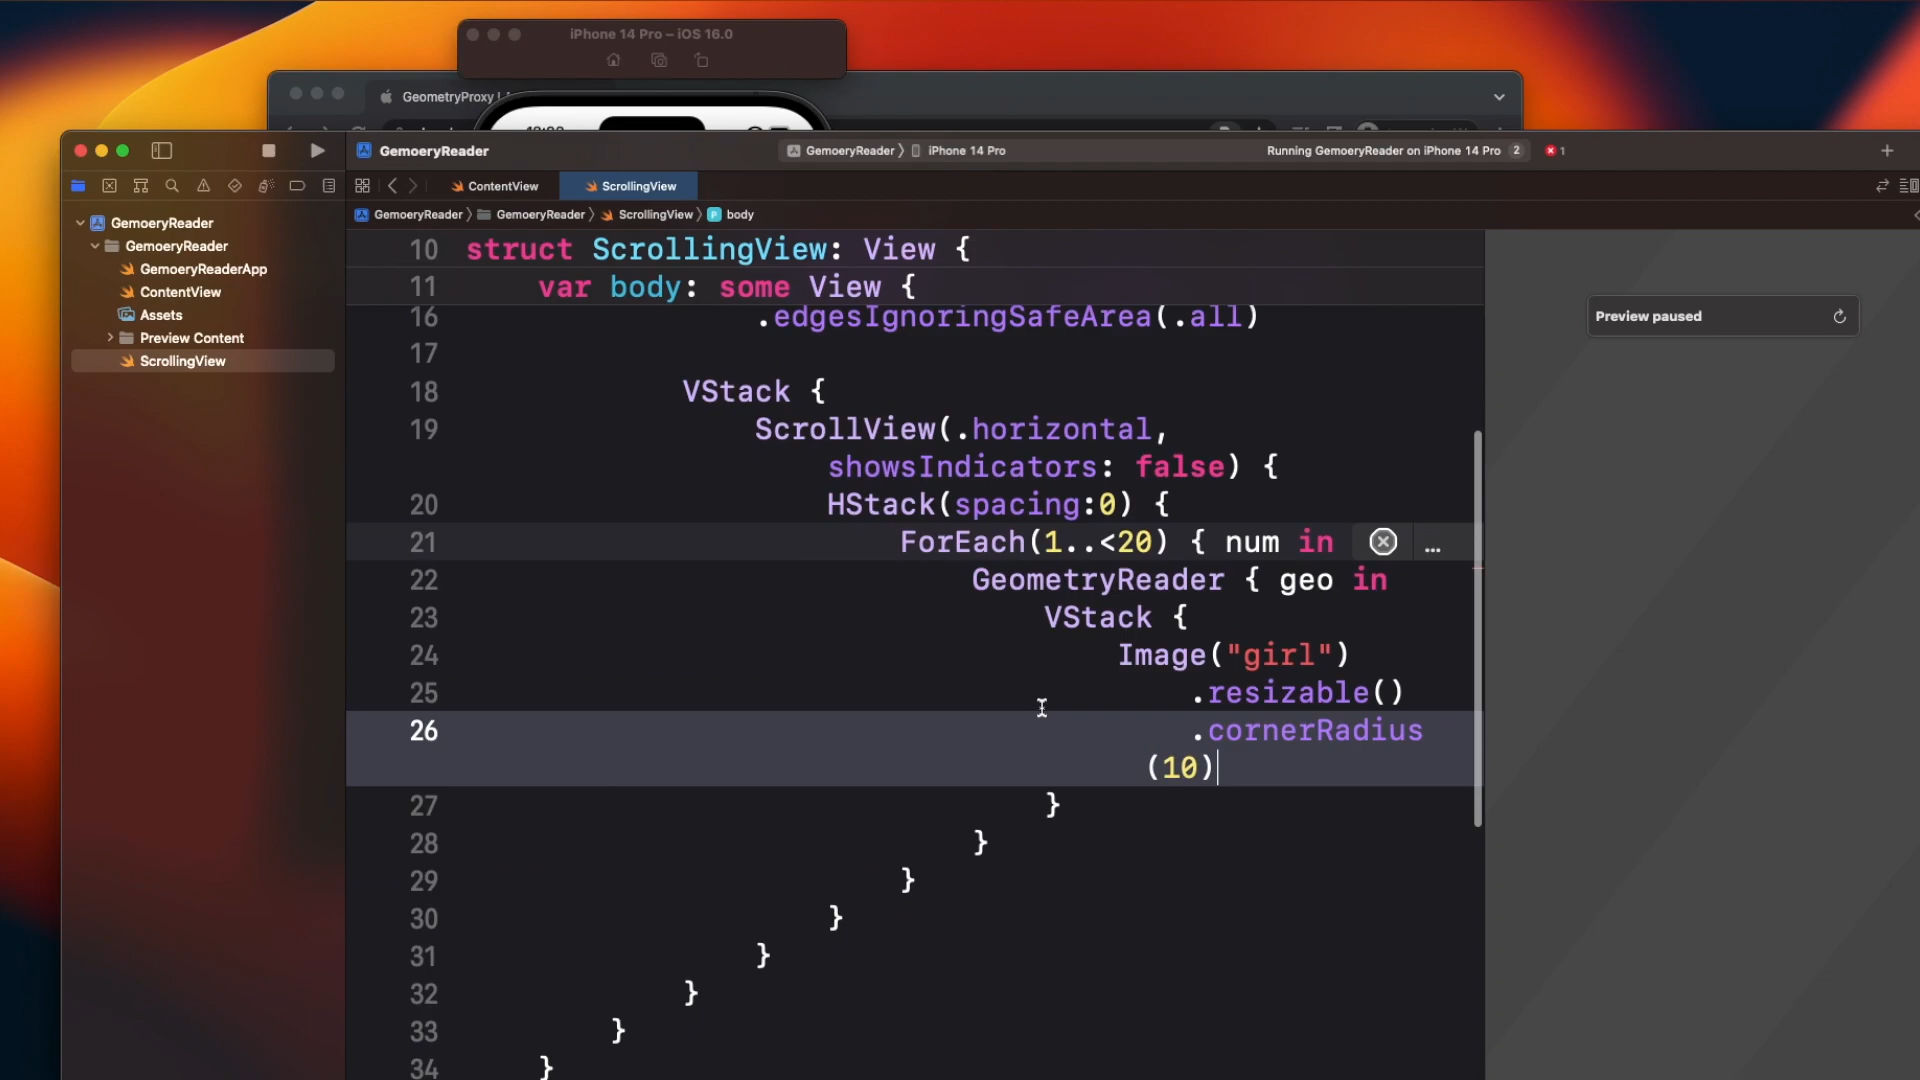 iPhone 14 Pro – iOS 16.0
GeometryProxy |
GemoeryReader
GemoeryReader 〉 iPhone 14 Pro
Running GemoeryReader on iPhone 14 Pro 2
1
ContentView
ScrollingView
GemoeryReader 〉 GemoeryReader 〉 ScrollingView 〉 body
GemoeryReader
GemoeryReader
GemoeryReaderApp
ContentView
Assets
Preview Content
ScrollingView
10 struct ScrollingView: View {
11 var body: some View {
16 .edgesIgnoringSafeArea(.all)
17
18 VStack {
19 ScrollView(.horizontal,
showsIndicators: false) {
20 HStack(spacing:0) {
21 ForEach(1..<20) { num in …
22 GeometryReader { geo in
23 VStack {
24 Image("girl")
25 .resizable()
26 .cornerRadius
(10)
27 }
28 }
29 }
30 }
31 }
32 }
33 }
34 }
Preview paused